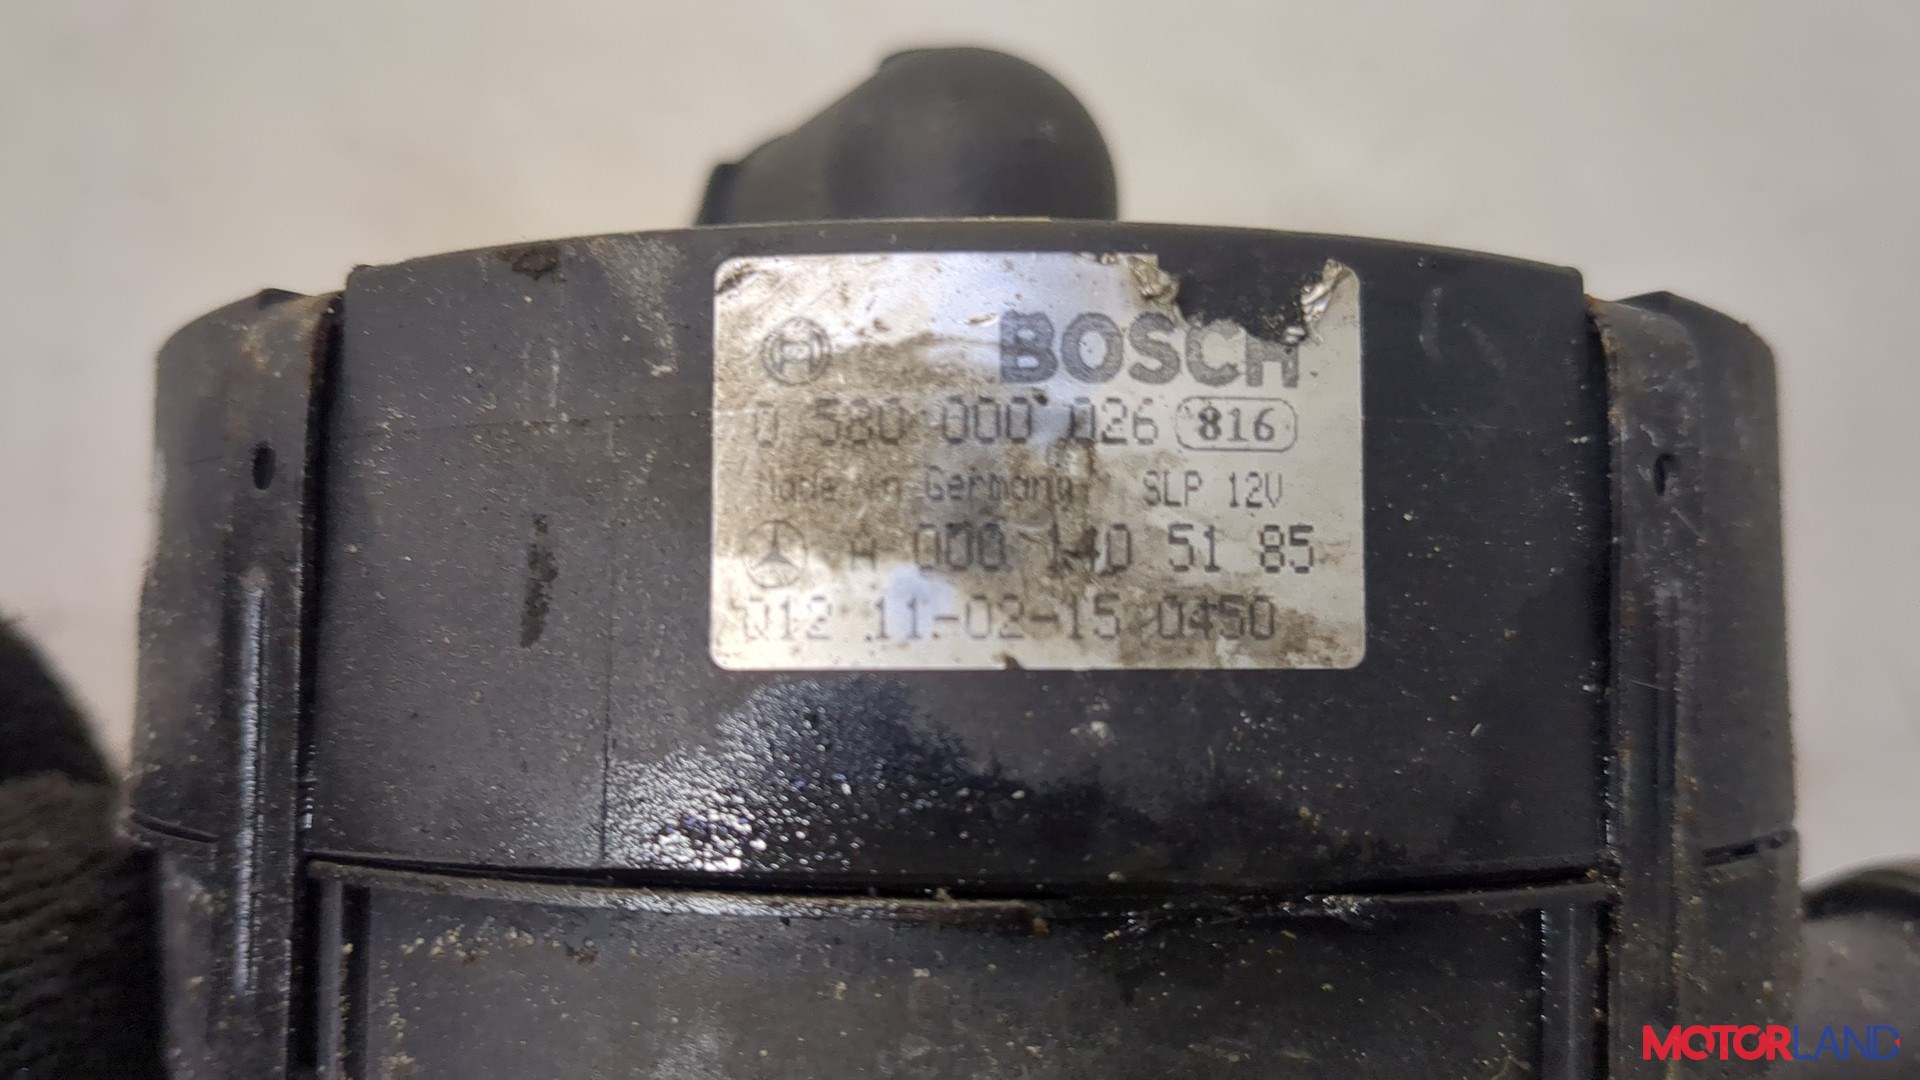 BOSCH
0 580 000 026 816
Made in Germany SLP 12V
A 000 140 51 85
Q12 11-02-15 0450
MOTORLAND